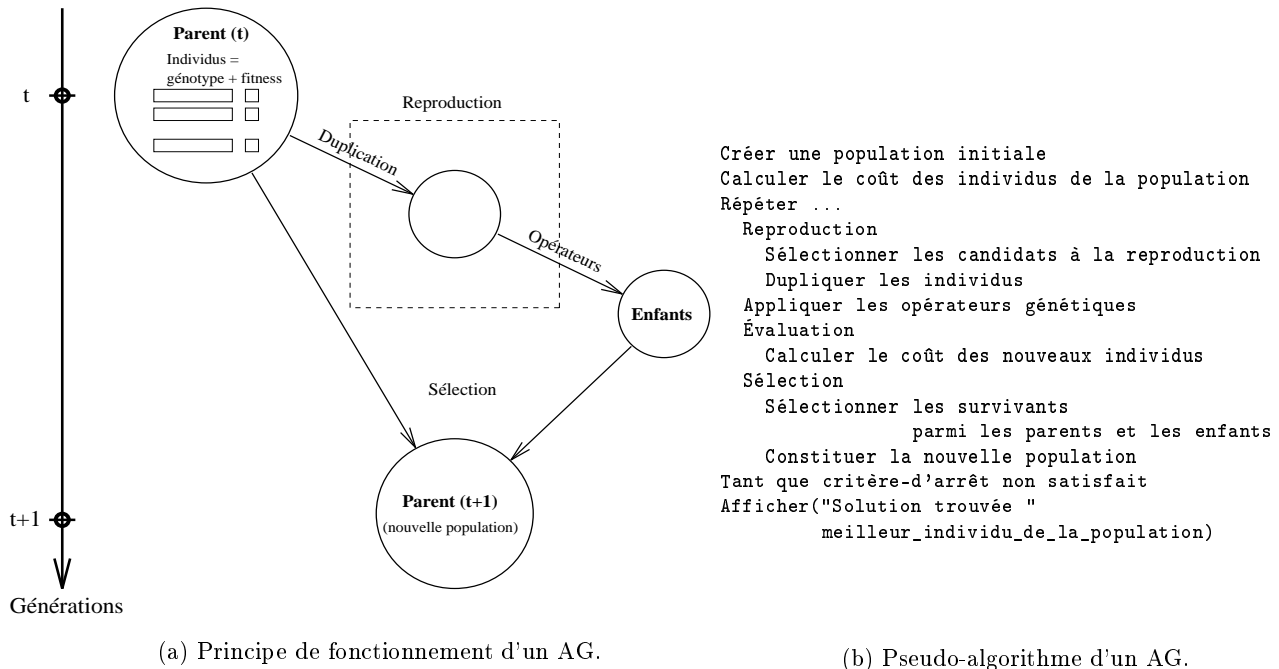 Parent (t)
Individus =
génotype + fitness
t
Reproduction
Duplication
Opérateurs
Enfants
Sélection
Parent (t+1)
(nouvelle population)
t+1
Générations
(a) Principe de fonctionnement d'un AG.
Créer une population initiale
Calculer le coût des individus de la population
Répéter ...
Reproduction
Sélectionner les candidats à la reproduction
Dupliquer les individus
Appliquer les opérateurs génétiques
Évaluation
Calculer le coût des nouveaux individus
Sélection
Sélectionner les survivants
parmi les parents et les enfants
Constituer la nouvelle population
Tant que critère-d'arrêt non satisfait
Afficher("Solution trouvée "
meilleur_individu_de_la_population)
(b) Pseudo-algorithme d'un AG.